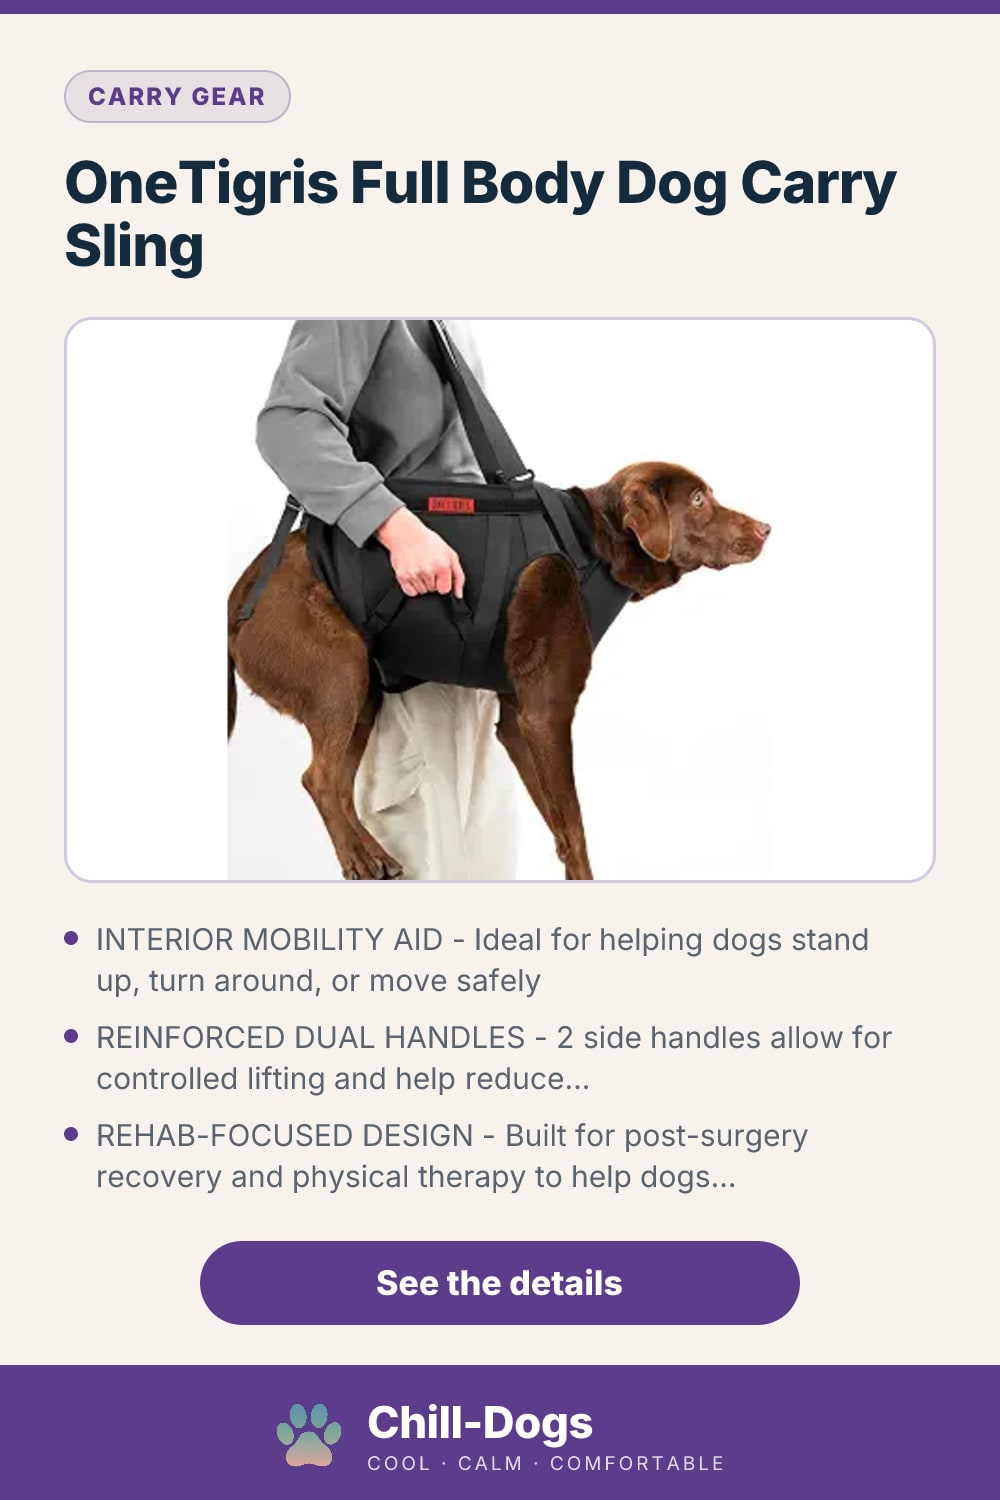 CARRY GEAR
OneTigris Full Body Dog Carry
Sling
ONETIGRIS
INTERIOR MOBILITY AID - Ideal for helping dogs stand
up, turn around, or move safely
REINFORCED DUAL HANDLES - 2 side handles allow for
controlled lifting and help reduce...
REHAB-FOCUSED DESIGN - Built for post-surgery
recovery and physical therapy to help dogs...
See the details
Chill-Dogs
COOL · CALM · COMFORTABLE